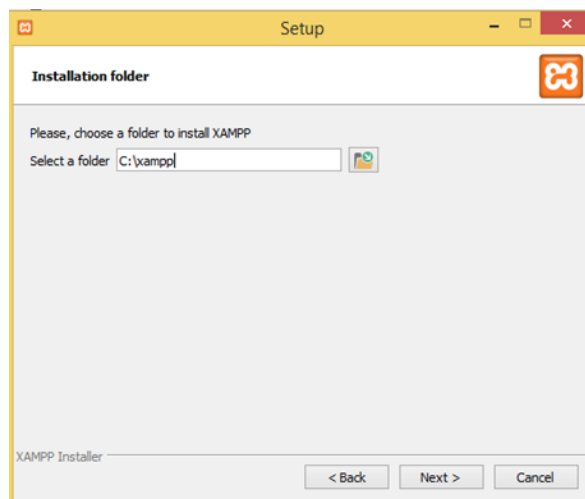 Setup
Installation folder
Please, choose a folder to install XAMPP
Select a folder C:\xampp
XAMPP Installer
< Back Next > Cancel